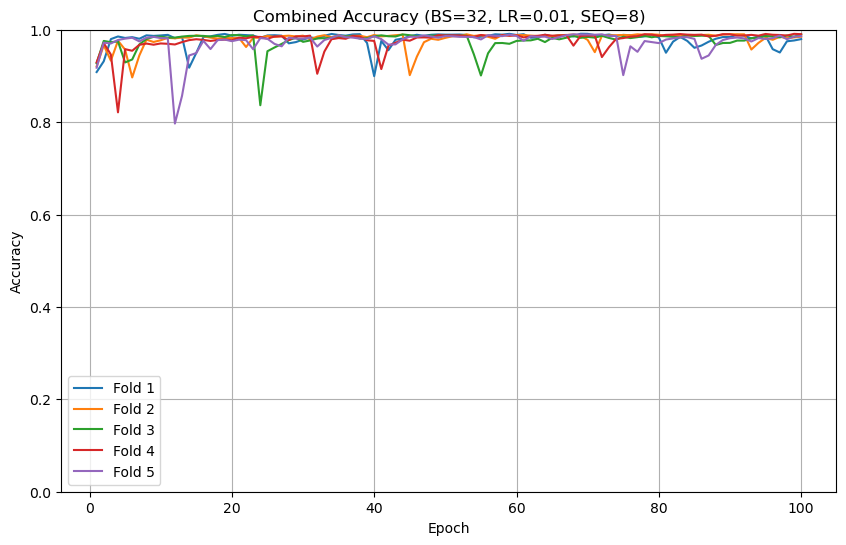 Combined Accuracy (BS=32, LR=0.01, SEQ=8)
Accuracy
1.0
0.8
0.6
0.4
0.2
0.0
Fold 1
Fold 2
Fold 3
Fold 4
Fold 5
0 20 40 60 80 100
Epoch